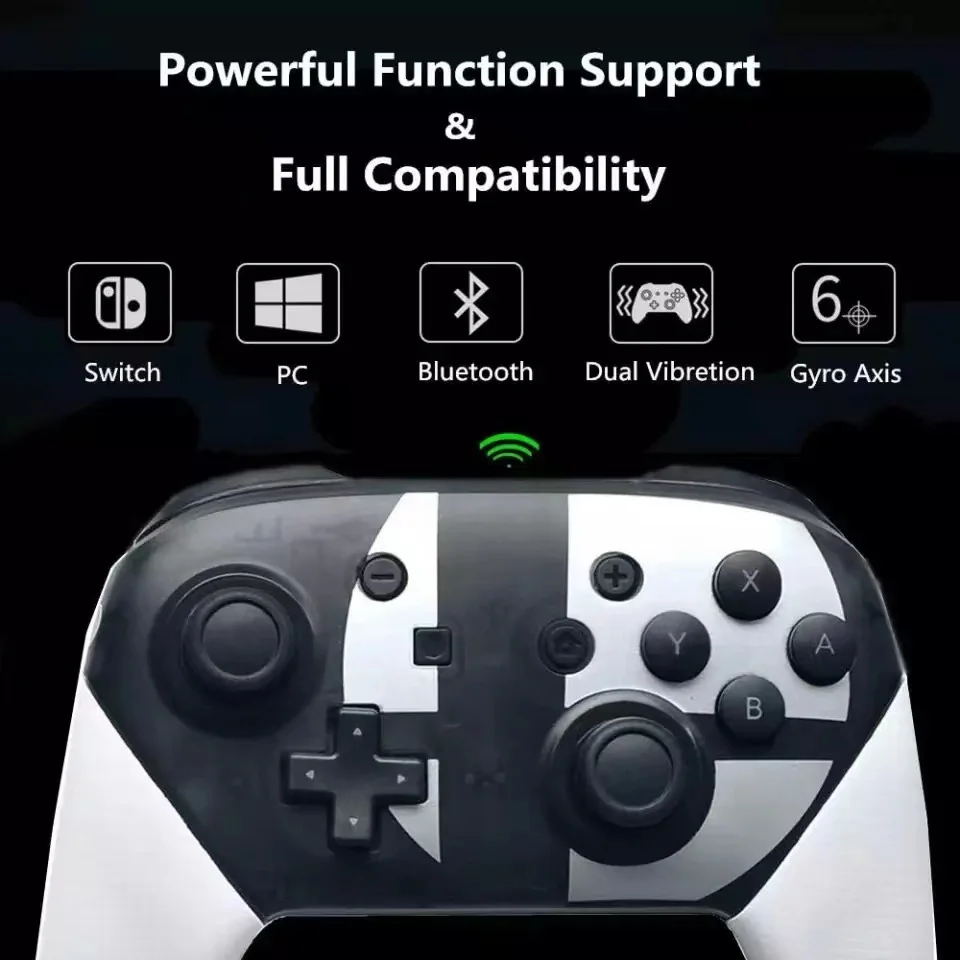 Powerful Function Support
&
Full Compatibility
6
Switch
PC
Bluetooth
Dual Vibretion
Gyro Axis
X
Y
A
B